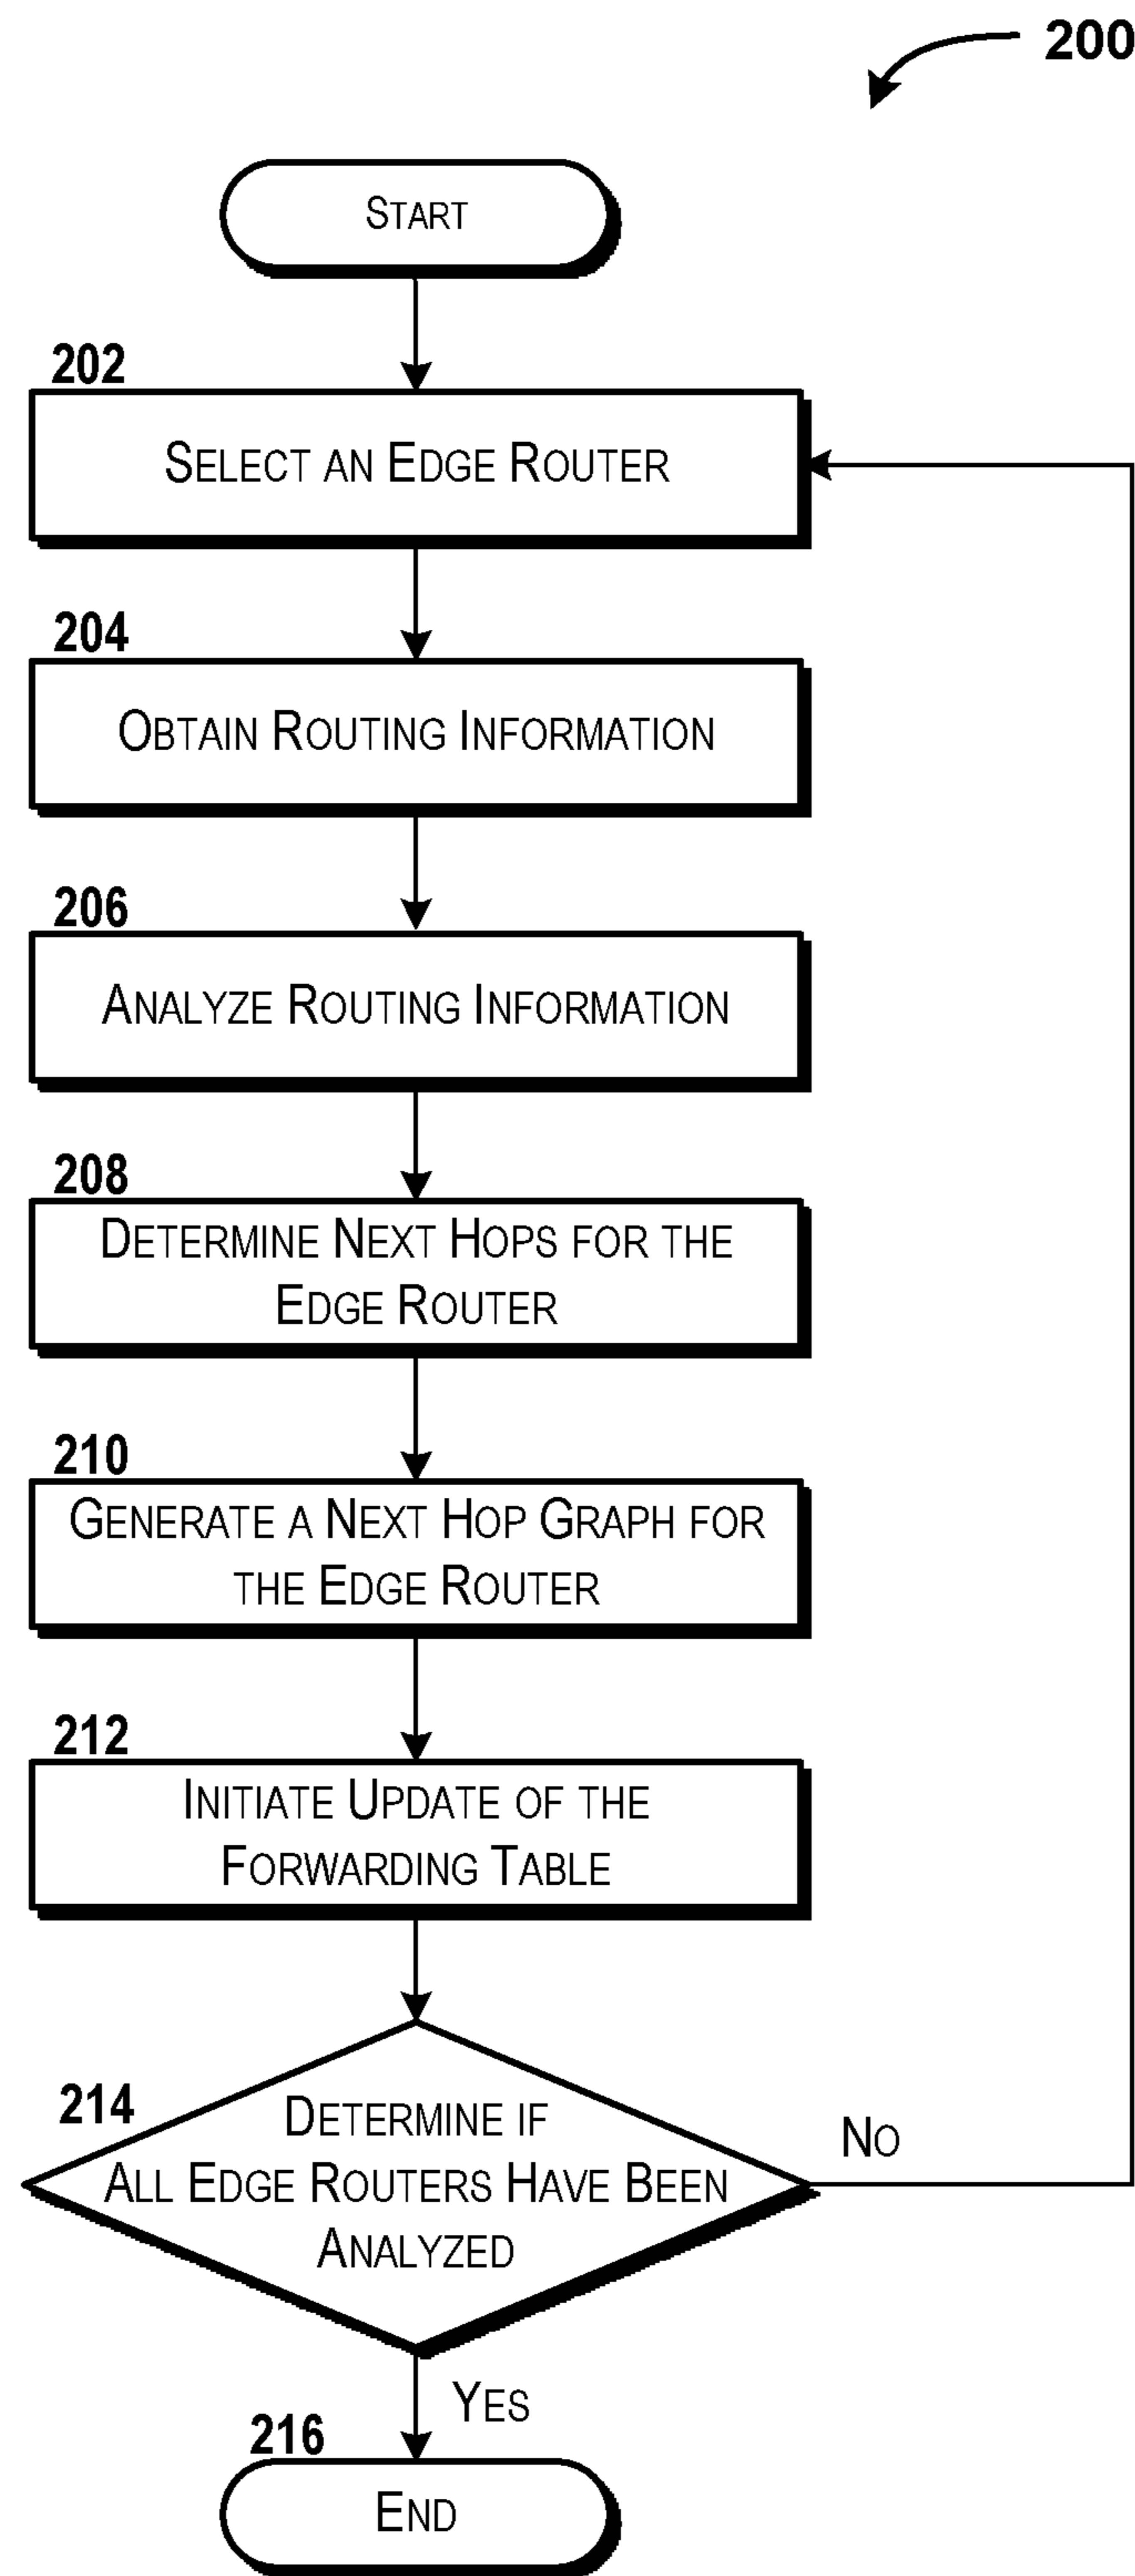 200
Start
202
Select an Edge Router
204
Obtain Routing Information
206
Analyze Routing Information
208
Determine Next Hops for the
Edge Router
210
Generate a Next Hop Graph for
the Edge Router
212
Initiate Update of the
Forwarding Table
214
Determine if
All Edge Routers Have Been
Analyzed
No
Yes
216
End